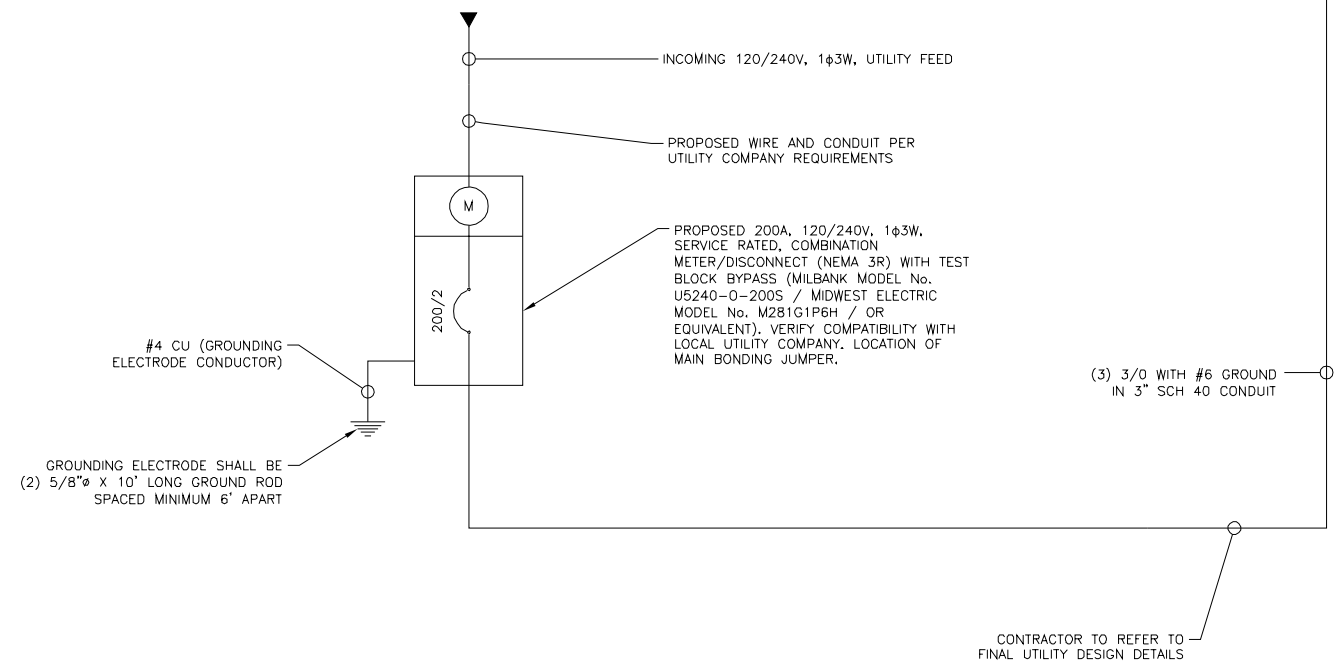 INCOMING 120/240V, 1ϕ3W, UTILITY FEED
PROPOSED WIRE AND CONDUIT PER
UTILITY COMPANY REQUIREMENTS
M
200/2
PROPOSED 200A, 120/240V, 1ϕ3W,
SERVICE RATED, COMBINATION
METER/DISCONNECT (NEMA 3R) WITH TEST
BLOCK BYPASS (MILBANK MODEL No.
U5240-O-200S / MIDWEST ELECTRIC
MODEL No. M281G1P6H / OR
EQUIVALENT). VERIFY COMPATIBILITY WITH
LOCAL UTILITY COMPANY. LOCATION OF
MAIN BONDING JUMPER.
#4 CU (GROUNDING
ELECTRODE CONDUCTOR)
(3) 3/0 WITH #6 GROUND
IN 3" SCH 40 CONDUIT
GROUNDING ELECTRODE SHALL BE
(2) 5/8"ø X 10' LONG GROUND ROD
SPACED MINIMUM 6' APART
CONTRACTOR TO REFER TO
FINAL UTILITY DESIGN DETAILS